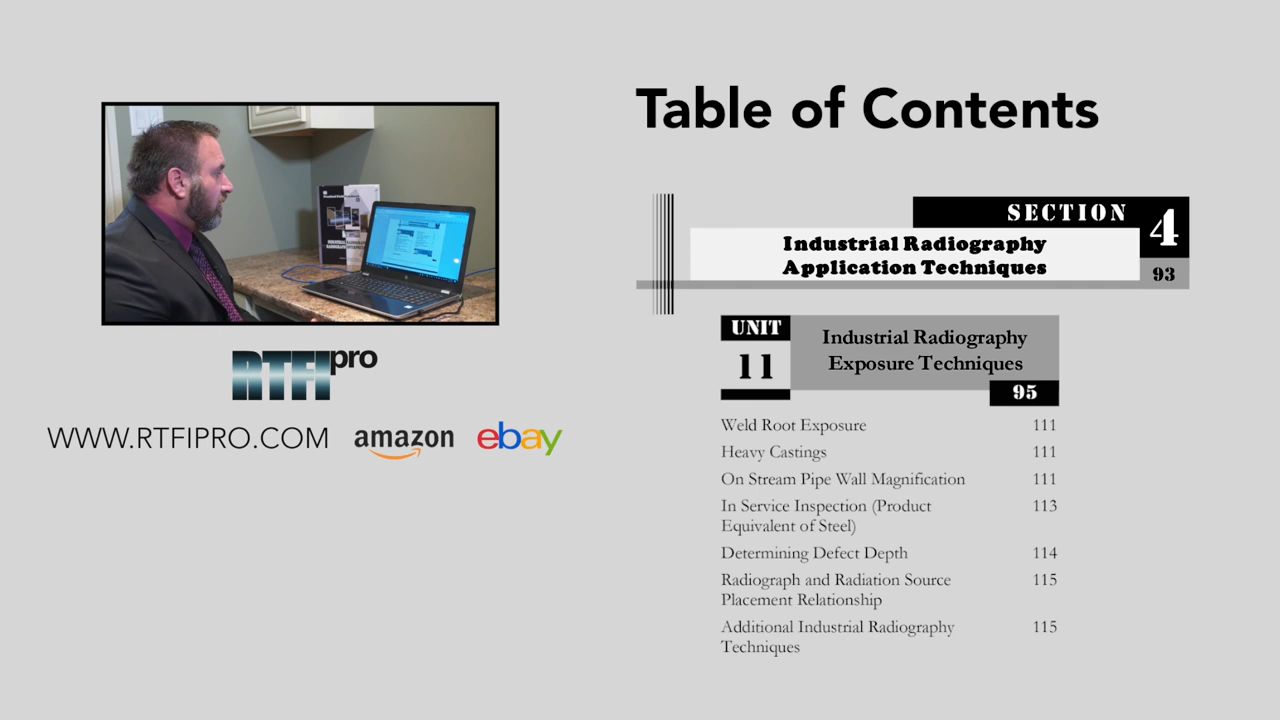 Table of Contents
SECTION 4
Industrial Radiography
Application Techniques
93
UNIT
11
Industrial Radiography
Exposure Techniques
95
Weld Root Exposure 111
Heavy Castings 111
On Stream Pipe Wall Magnification 111
In Service Inspection (Product 113
Equivalent of Steel)
Determining Defect Depth 114
Radiograph and Radiation Source 115
Placement Relationship
Additional Industrial Radiography 115
Techniques
RTFIpro
WWW.RTFIPRO.COM amazon ebay